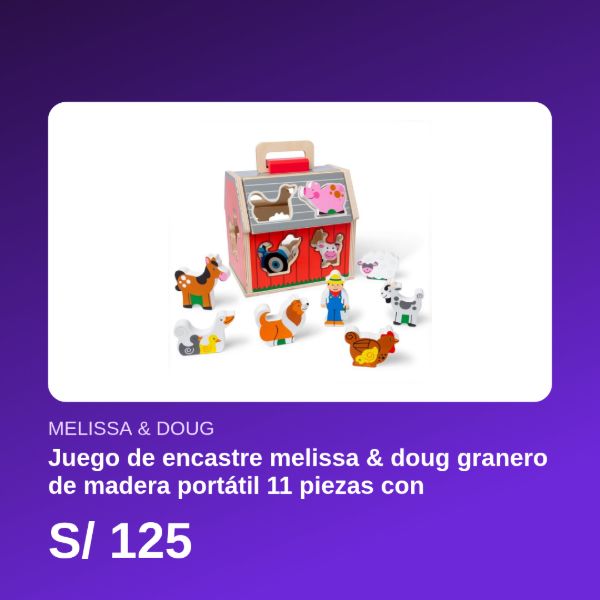 MELISSA & DOUG
Juego de encastre melissa & doug granero
de madera portátil 11 piezas con
S/ 125